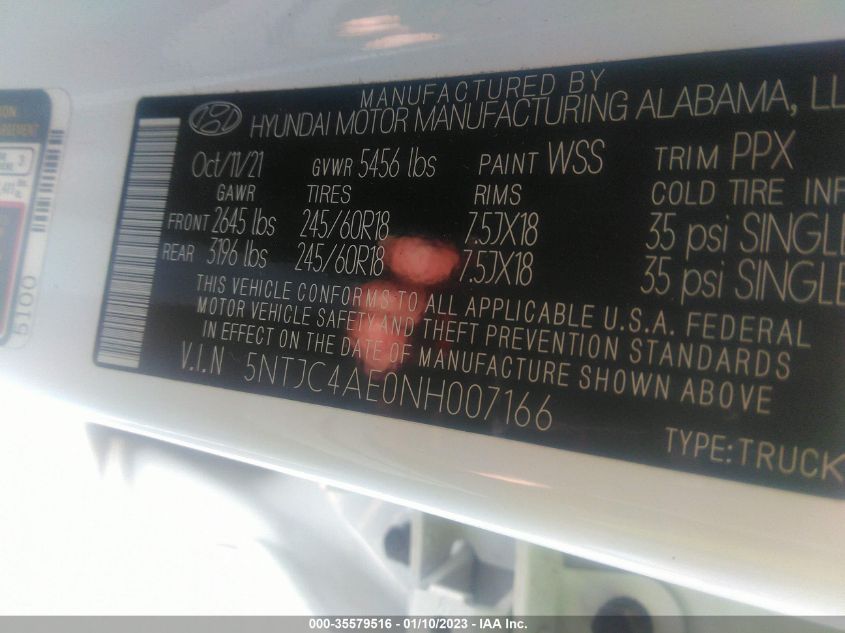 MANUFACTURED BY
HYUNDAI MOTOR MANUFACTURING ALABAMA, LL
Oct/11/21 GVWR 5456 lbs PAINT WSS TRIM PPX
GAWR TIRES RIMS COLD TIRE INF
FRONT 2645 lbs 245/60R18 7.5JX18 35 psi SINGLE
REAR 3196 lbs 245/60R18 7.5JX18 35 psi SINGLE
THIS VEHICLE CONFORMS TO ALL APPLICABLE U.S.A. FEDERAL
MOTOR VEHICLE SAFETY AND THEFT PREVENTION STANDARDS
IN EFFECT ON THE DATE OF MANUFACTURE SHOWN ABOVE
V.I.N 5NTJC4AE0NH007166
TYPE:TRUCK
5100
000-35579516 - 01/10/2023 - IAA Inc.